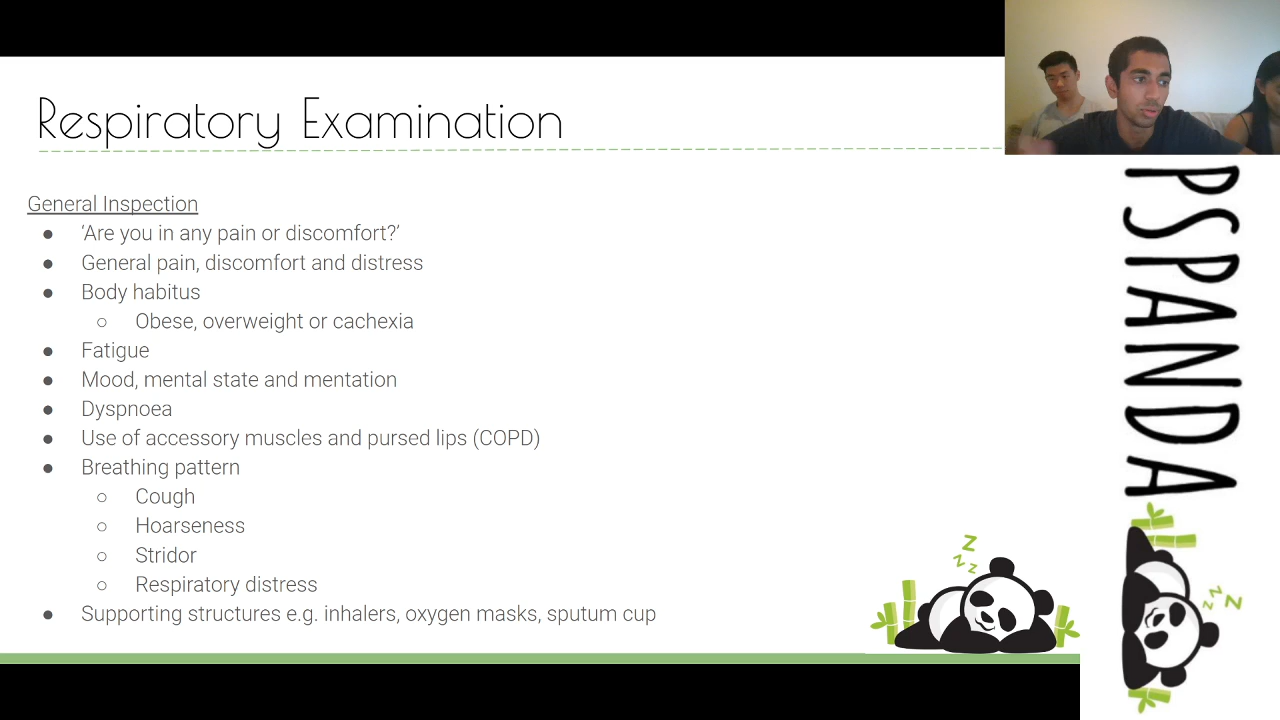 Respiratory Examination
General Inspection
● ‘Are you in any pain or discomfort?’
● General pain, discomfort and distress
● Body habitus
○ Obese, overweight or cachexia
● Fatigue
● Mood, mental state and mentation
● Dyspnoea
● Use of accessory muscles and pursed lips (COPD)
● Breathing pattern
○ Cough
○ Hoarseness
○ Stridor
○ Respiratory distress
● Supporting structures e.g. inhalers, oxygen masks, sputum cup
PSPANDA
z z z
z z z